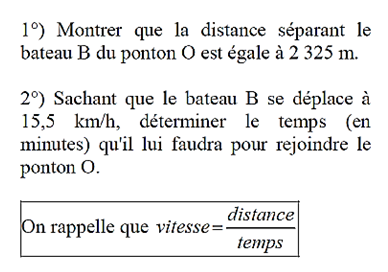 1°) Montrer que la distance séparant le
bateau B du ponton O est égale à 2 325 m.
2°) Sachant que le bateau B se déplace à
15,5 km/h, déterminer le temps (en
minutes) qu'il lui faudra pour rejoindre le
ponton O.
On rappelle que vitesse=distance/temps